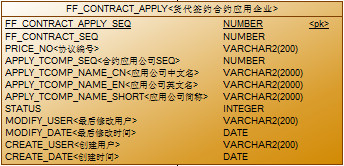 FF_CONTRACT_APPLY<货代签约合约应用企业>
FF_CONTRACT_APPLY_SEQ NUMBER <pk>
FF_CONTRACT_SEQ NUMBER
PRICE_NO<协议编号> VARCHAR2(200)
APPLY_TCOMP_SEQ<合约应用公司SEQ> NUMBER
APPLY_TCOMP_NAME_CN<应用公司中文名> VARCHAR2(2000)
APPLY_TCOMP_NAME_EN<应用公司英文名> VARCHAR2(2000)
APPLY_TCOMP_NAME_SHORT<应用公司简称> VARCHAR2(2000)
STATUS INTEGER
MODIFY_USER<最后修改用户> VARCHAR2(200)
MODIFY_DATE<最后修改时间> DATE
CREATE_USER<创建用户> VARCHAR2(200)
CREATE_DATE<创建时间> DATE